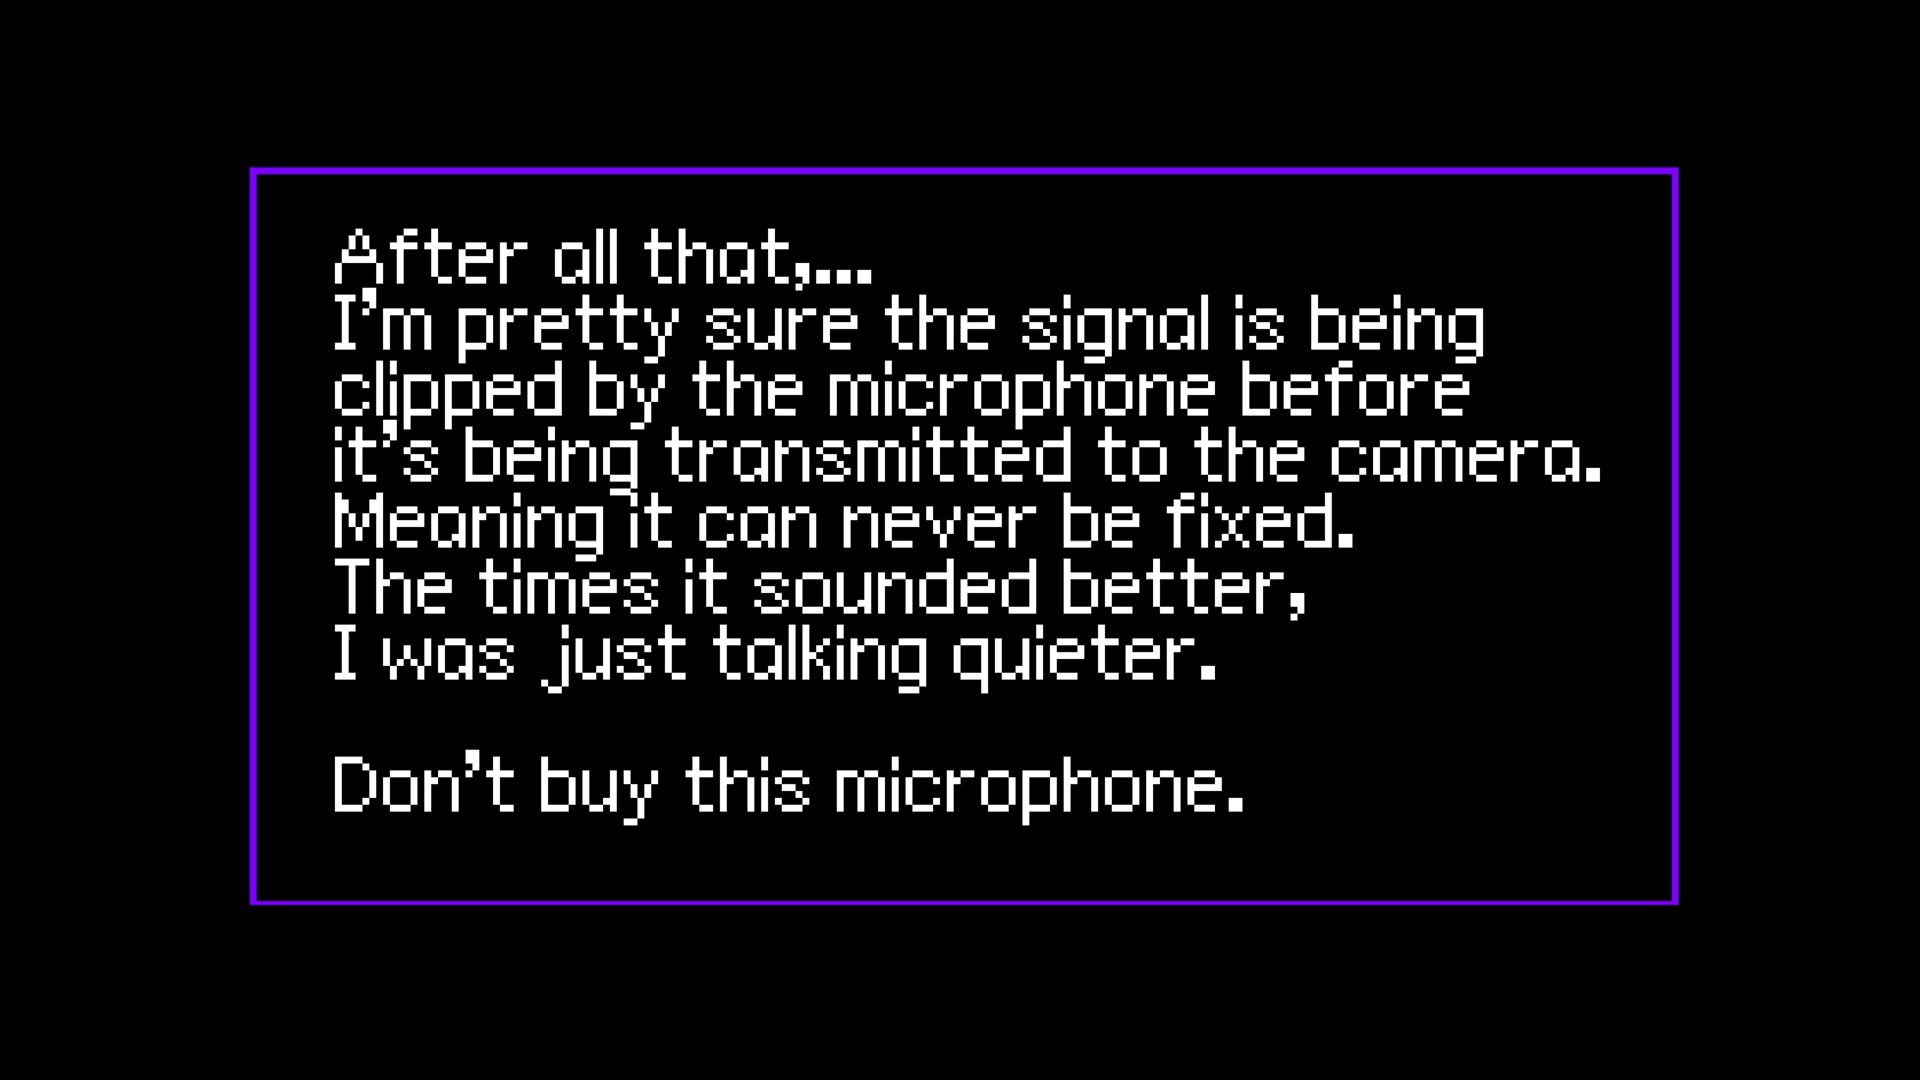 After all that,...
I'm pretty sure the signal is being
clipped by the microphone before
it's being transmitted to the camera.
Meaning it can never be fixed.
The times it sounded better,
I was just talking quieter.
Don't buy this microphone.